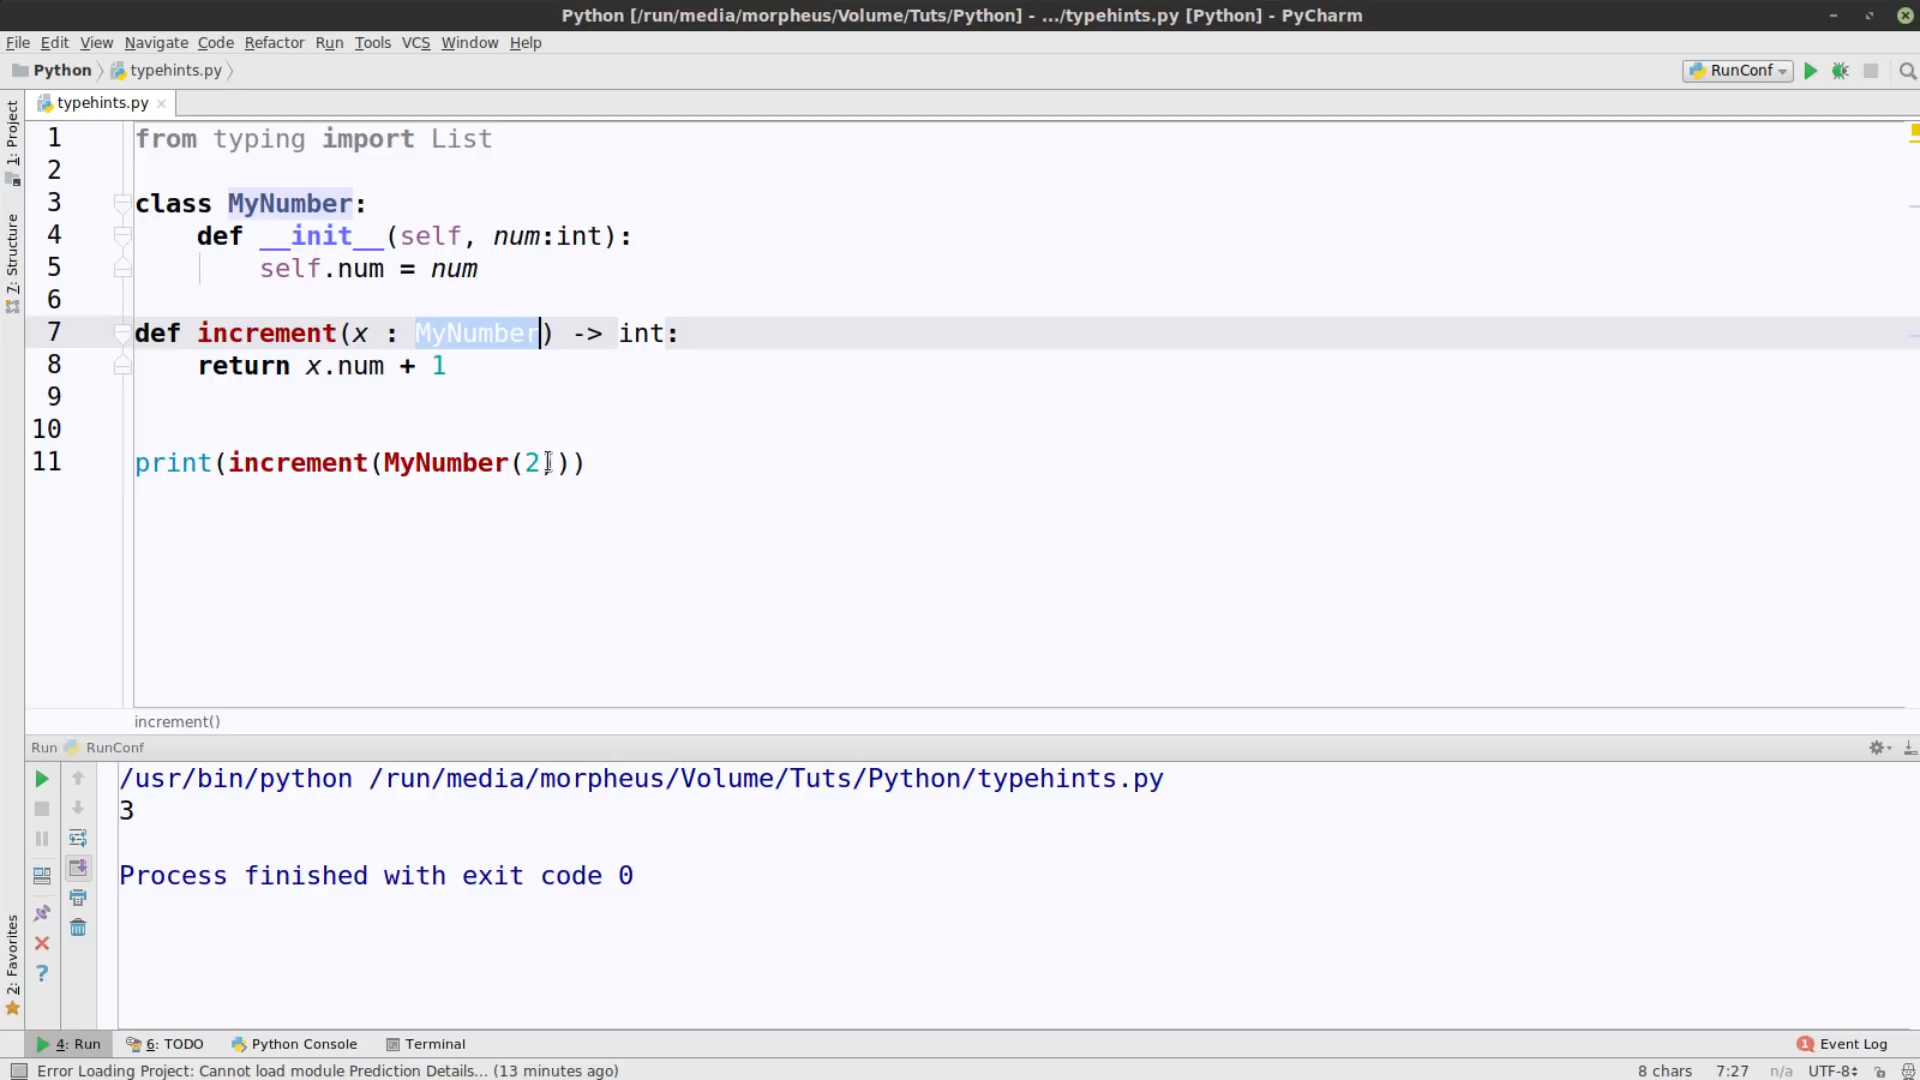 Python [/run/media/morpheus/Volume/Tuts/Python] - .../typehints.py [Python] - PyCharm
File Edit View Navigate Code Refactor Run Tools VCS Window Help
Python typehints.py RunConf
typehints.py
1: Project
7: Structure
2: Favorites
1 from typing import List
2
3 class MyNumber:
4 def __init__(self, num:int):
5 self.num = num
6
7 def increment(x : MyNumber) -> int:
8 return x.num + 1
9
10
11 print(increment(MyNumber(2)))
increment()
Run RunConf
/usr/bin/python /run/media/morpheus/Volume/Tuts/Python/typehints.py
3
Process finished with exit code 0
4: Run 6: TODO Python Console Terminal 1 Event Log
Error Loading Project: Cannot load module Prediction Details... (13 minutes ago) 8 chars 7:27 n/a UTF-8